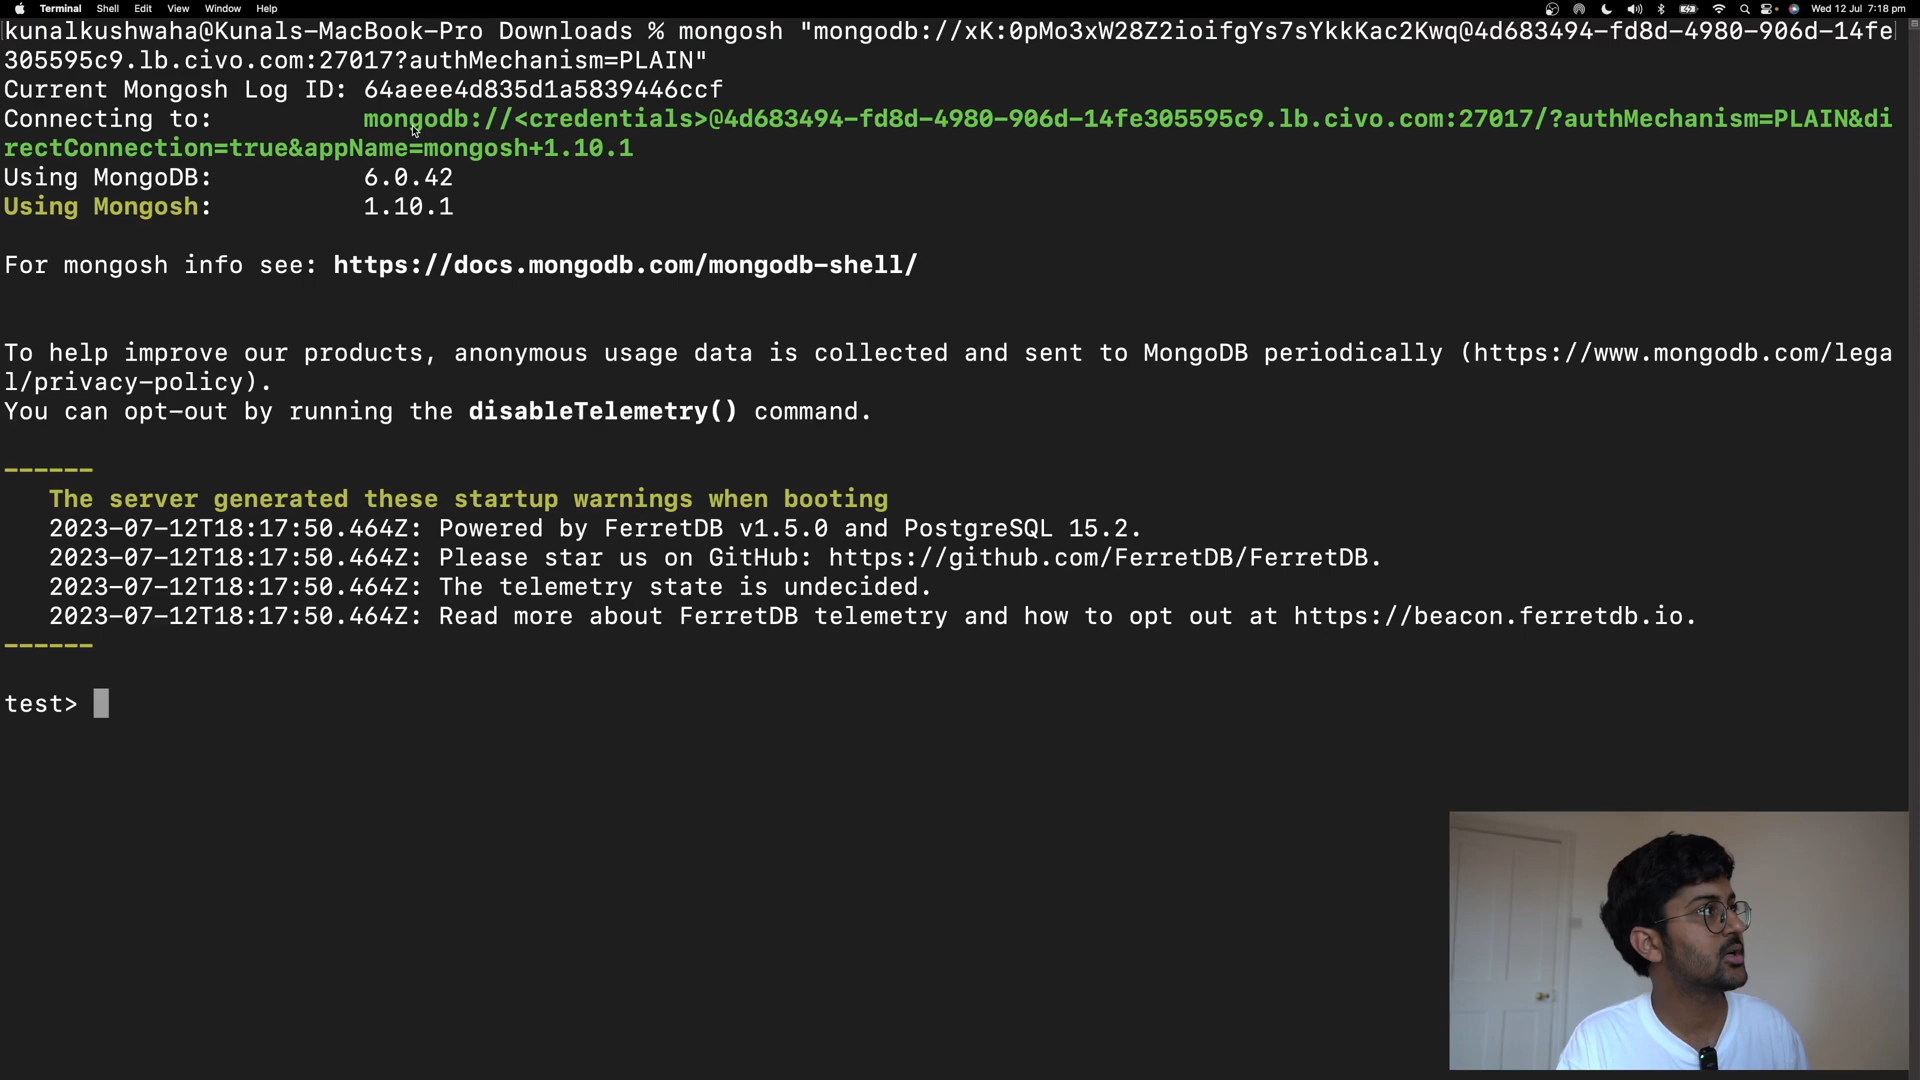 Terminal Shell Edit View Window Help Wed 12 Jul 7:18 pm
kunalkushwaha@Kunals-MacBook-Pro Downloads % mongosh "mongodb://xK:0pMo3xW28Z2ioifgYs7sYkkKac2Kwq@4d683494-fd8d-4980-906d-14fe
305595c9.lb.civo.com:27017?authMechanism=PLAIN"
Current Mongosh Log ID: 64aeee4d835d1a5839446ccf
Connecting to: mongodb://<credentials>@4d683494-fd8d-4980-906d-14fe305595c9.lb.civo.com:27017/?authMechanism=PLAIN&di
rectConnection=true&appName=mongosh+1.10.1
Using MongoDB: 6.0.42
Using Mongosh: 1.10.1
For mongosh info see: https://docs.mongodb.com/mongodb-shell/
To help improve our products, anonymous usage data is collected and sent to MongoDB periodically (https://www.mongodb.com/lega
l/privacy-policy).
You can opt-out by running the disableTelemetry() command.
------
The server generated these startup warnings when booting
2023-07-12T18:17:50.464Z: Powered by FerretDB v1.5.0 and PostgreSQL 15.2.
2023-07-12T18:17:50.464Z: Please star us on GitHub: https://github.com/FerretDB/FerretDB.
2023-07-12T18:17:50.464Z: The telemetry state is undecided.
2023-07-12T18:17:50.464Z: Read more about FerretDB telemetry and how to opt out at https://beacon.ferretdb.io.
------
test>